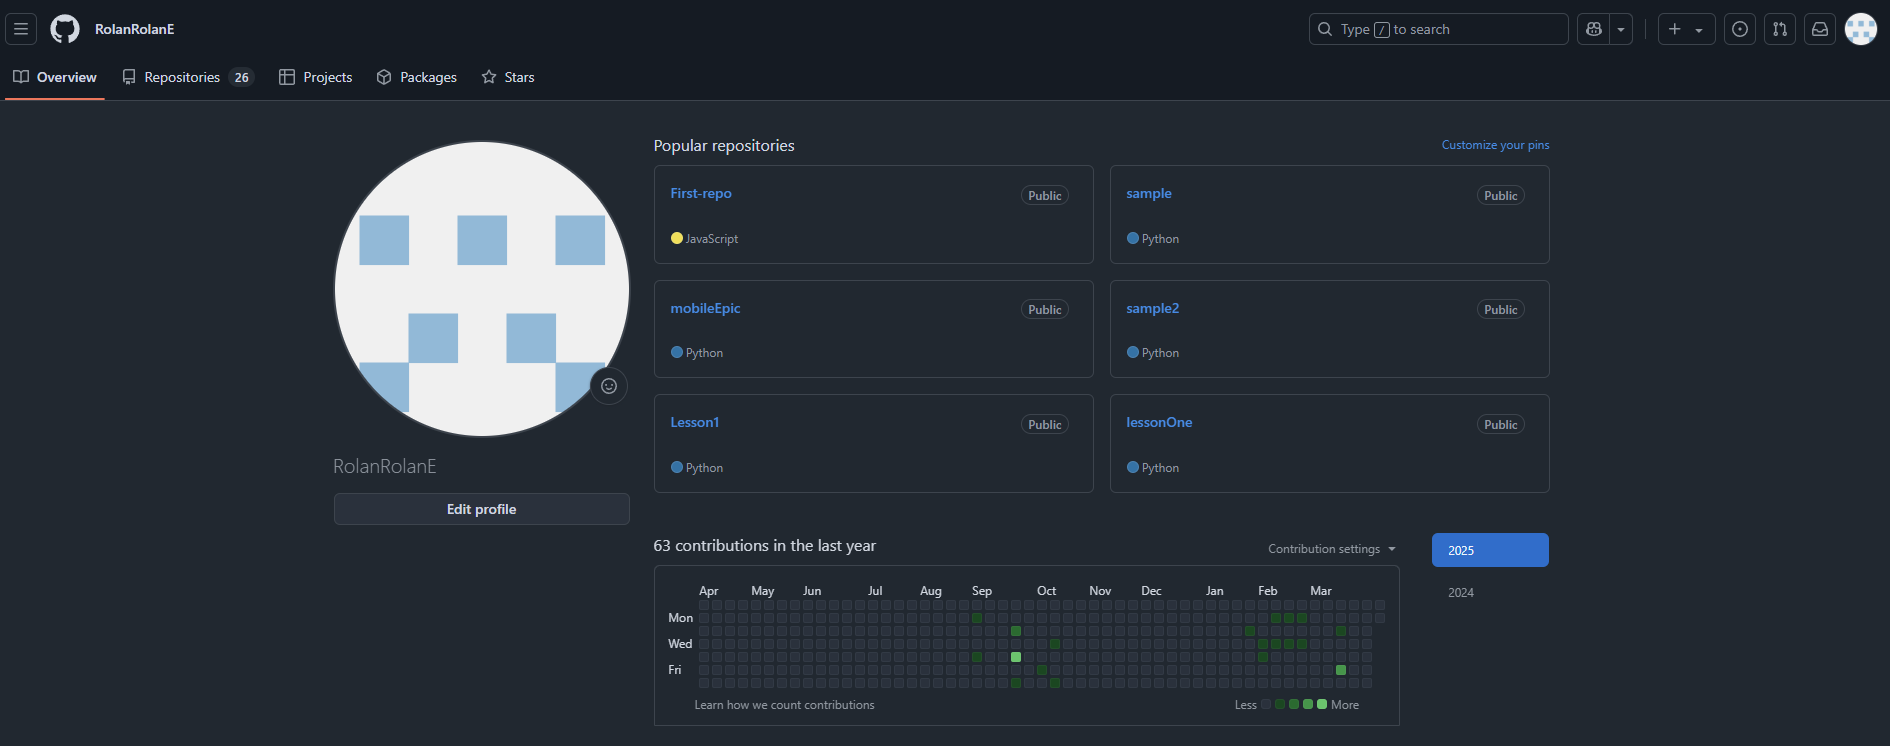 RolanRolanE
Type / to search
Overview
Repositories 26
Projects
Packages
Stars
RolanRolanE
Edit profile
Popular repositories
Customize your pins
First-repo
Public
JavaScript
sample
Public
Python
mobileEpic
Public
Python
sample2
Public
Python
Lesson1
Public
Python
lessonOne
Public
Python
63 contributions in the last year
Contribution settings
2025
2024
Apr May Jun Jul Aug Sep Oct Nov Dec Jan Feb Mar
Mon
Wed
Fri
Learn how we count contributions
Less More